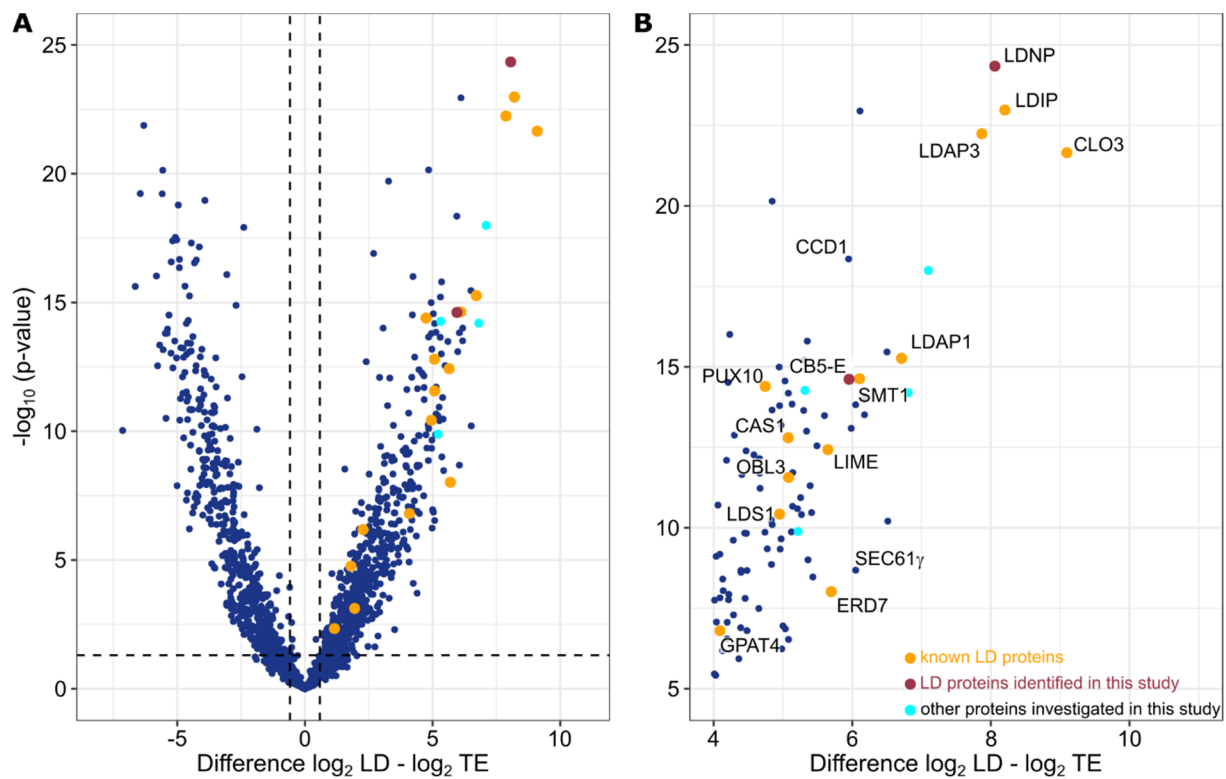 A
B
25
20
15
10
5
0
-5
0
5
10
-log₁₀ (p-value)
Difference log₂ LD - log₂ TE
25
20
15
10
5
4
6
8
10
Difference log₂ LD - log₂ TE
LDNP
LDIP
LDAP3
CLO3
CCD1
LDAP1
CB5-E
PUX10
SMT1
CAS1
LIME
OBL3
LDS1
SEC61γ
ERD7
GPAT4
known LD proteins
LD proteins identified in this study
other proteins investigated in this study